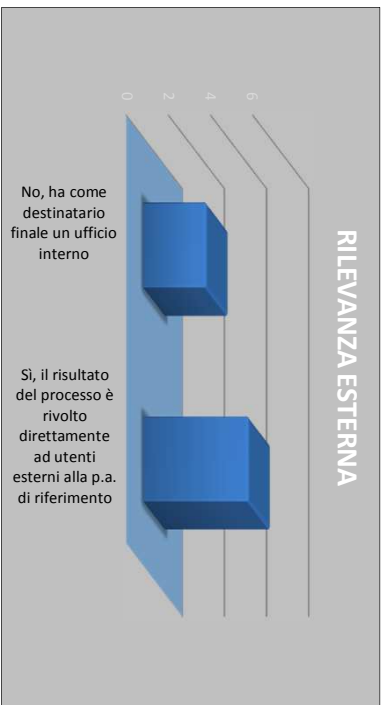 RILEVANZA ESTERNA
6
4
2
0
No, ha come
destinatario
finale un ufficio
interno
Sì, il risultato
del processo è
rivolto
direttamente
ad utenti
esterni alla p.a.
di riferimento